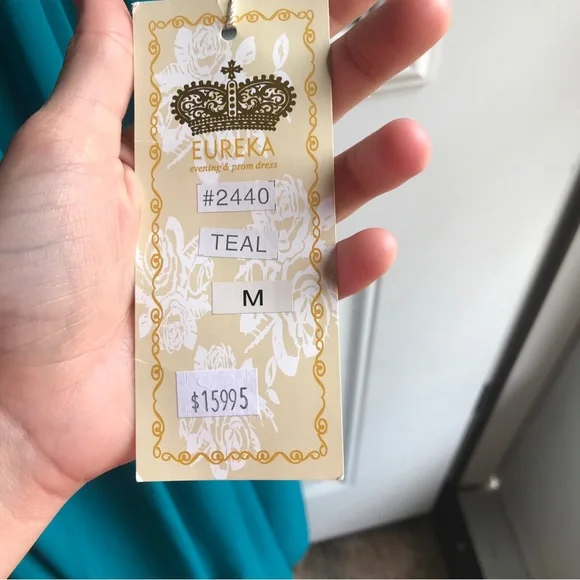 EUREKA
evening & prom dress
#2440
TEAL
M
$15995